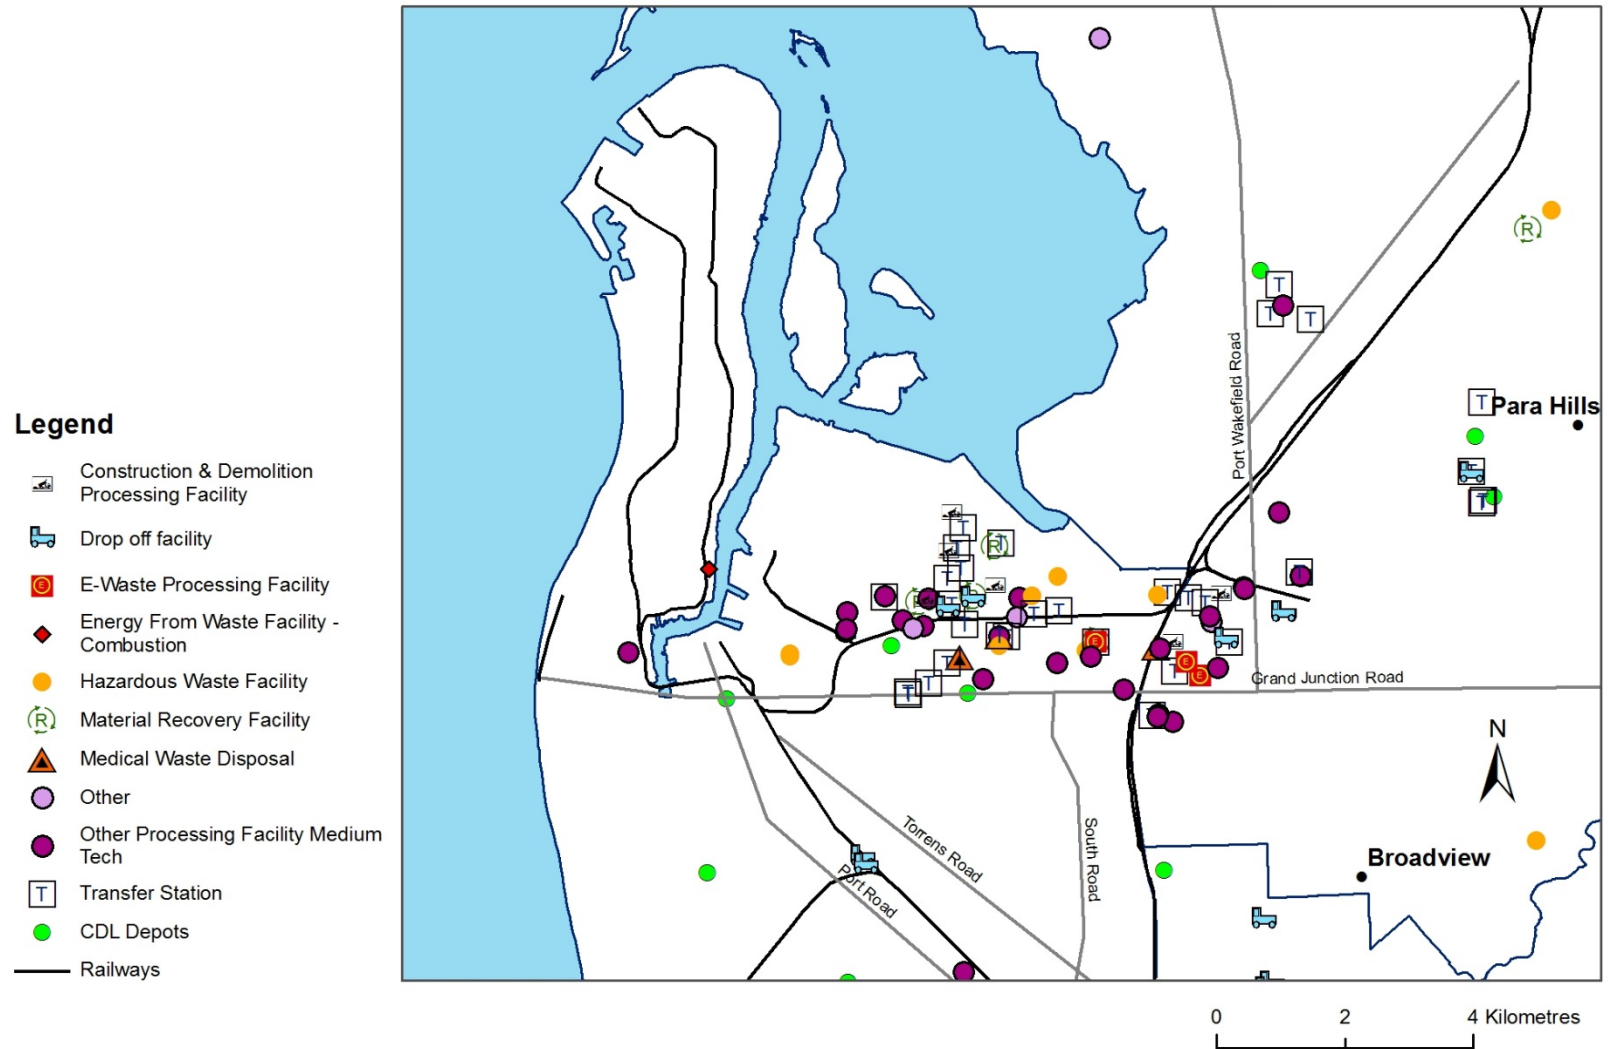 Legend
Construction & Demolition
Processing Facility
Drop off facility
E-Waste Processing Facility
Energy From Waste Facility -
Combustion
Hazardous Waste Facility
R
Material Recovery Facility
Medical Waste Disposal
Other
Other Processing Facility Medium
Tech
T
Transfer Station
CDL Depots
Railways
Port Wakefield Road
Para Hills
Grand Junction Road
N
Torrens Road
Port Road
South Road
Broadview
0 2 4 Kilometres